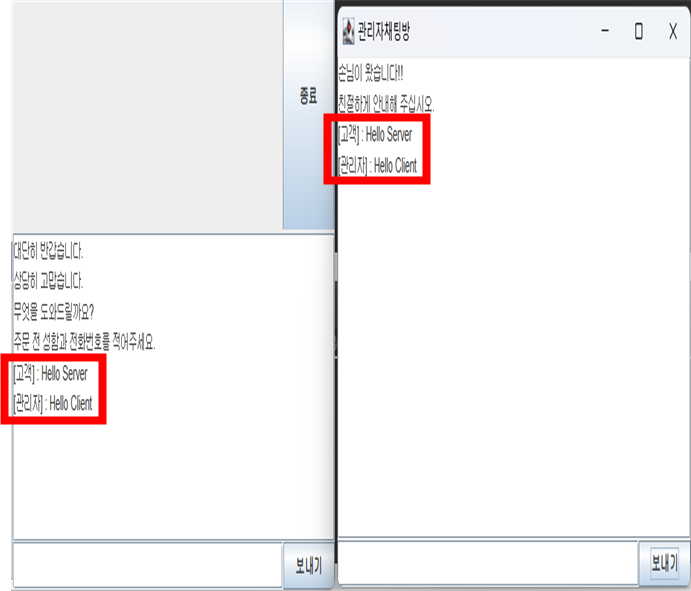 종료
대단히 반갑습니다.
상당히 고맙습니다.
무엇을 도와드릴까요?
주문 전 성함과 전화번호를 적어주세요.
[고객] : Hello Server
[관리자] : Hello Client
보내기
관리자채팅방
손님이 왔습니다!!
친절하게 안내해 주십시오.
[고객] : Hello Server
[관리자] : Hello Client
보내기